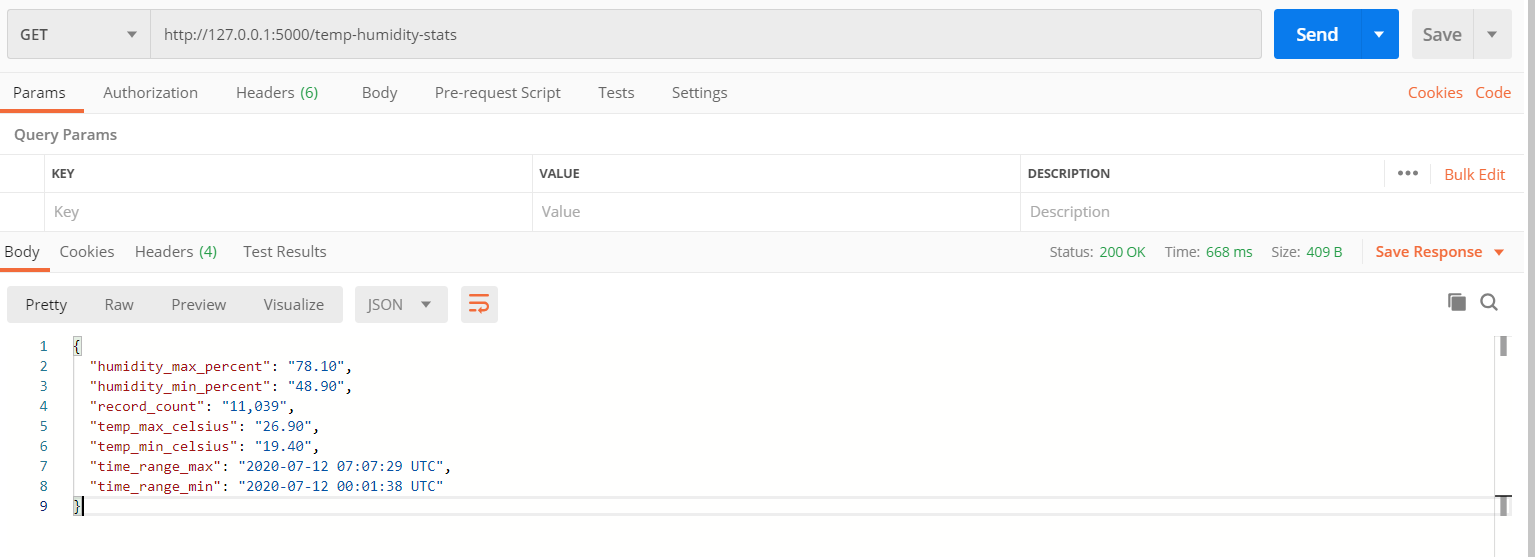 GET http://127.0.0.1:5000/temp-humidity-stats Send Save
Params Authorization Headers (6) Body Pre-request Script Tests Settings Cookies Code
Query Params
KEY VALUE DESCRIPTION ••• Bulk Edit
Key Value Description
Body Cookies Headers (4) Test Results Status: 200 OK Time: 668 ms Size: 409 B Save Response
Pretty Raw Preview Visualize JSON
1 {
2 "humidity_max_percent": "78.10",
3 "humidity_min_percent": "48.90",
4 "record_count": "11,039",
5 "temp_max_celsius": "26.90",
6 "temp_min_celsius": "19.40",
7 "time_range_max": "2020-07-12 07:07:29 UTC",
8 "time_range_min": "2020-07-12 00:01:38 UTC"
9 }